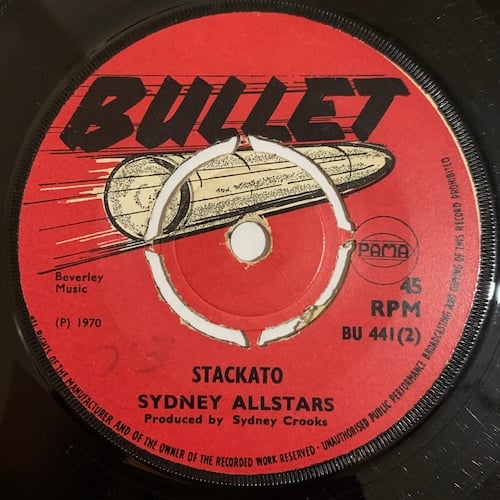 BULLET
PAMA
Beverley
Music
45
RPM
(P) 1970
BU 441(2)
STACKATO
SYDNEY ALLSTARS
Produced by Sydney Crooks
ALL RIGHTS OF THE MANUFACTURER AND OF THE OWNER OF THE RECORDED WORK RESERVED - UNAUTHORISED PUBLIC PERFORMANCE BROADCASTING AND COPYING OF THIS RECORD PROHIBITED